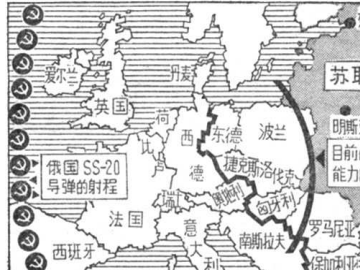 苏联
爱尔兰
丹麦
英国
荷
西
东德
波兰
明斯
比
卢
德
捷克斯洛伐克
目前
能力
俄国 SS-20
导弹的射程
瑞
奥地利
匈牙利
法国
意
大
利
南斯拉夫
罗马尼亚
西班牙
保加利亚